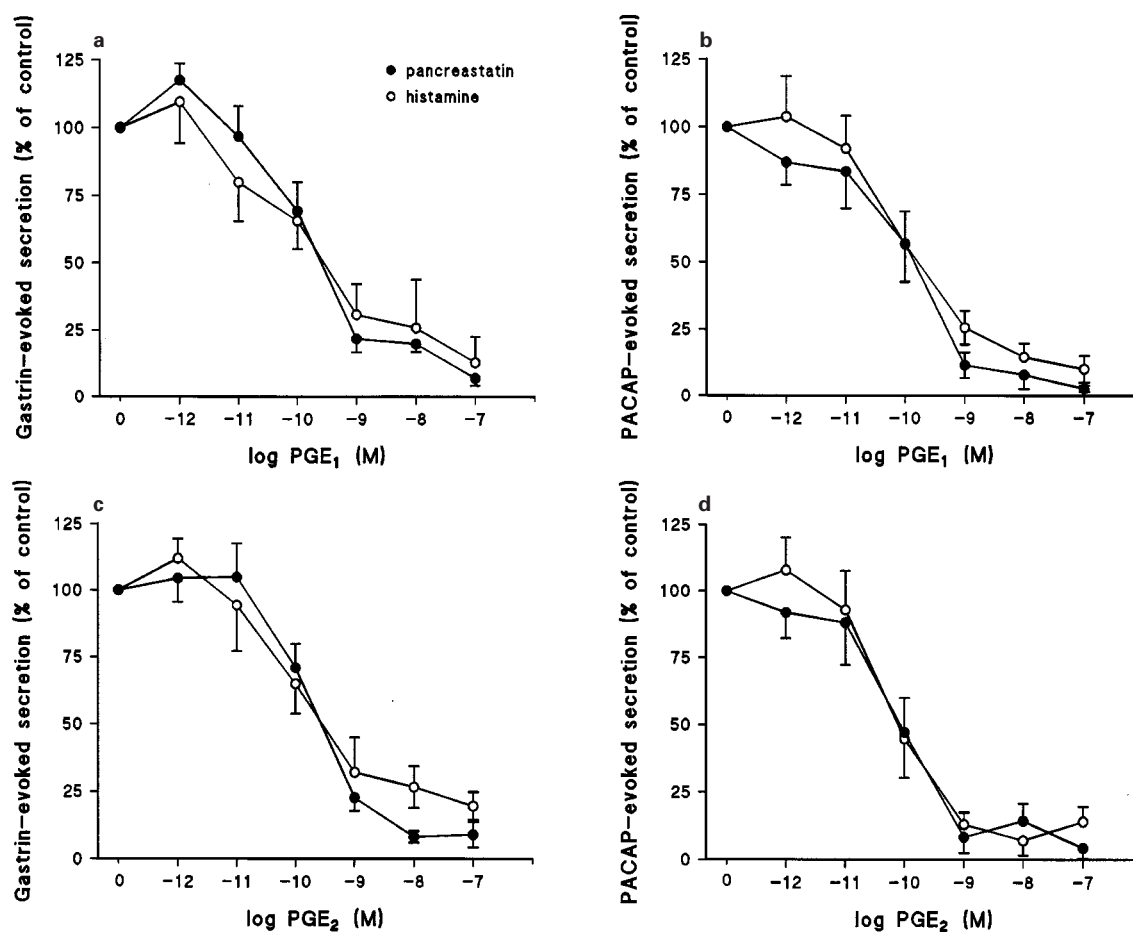 a
Gastrin-evoked secretion (% of control)
125
100
75
50
25
0
pancreastatin
histamine
0 -12 -11 -10 -9 -8 -7
log PGE₁ (M)
b
PACAP-evoked secretion (% of control)
125
100
75
50
25
0
0 -12 -11 -10 -9 -8 -7
log PGE₁ (M)
c
Gastrin-evoked secretion (% of control)
125
100
75
50
25
0
0 -12 -11 -10 -9 -8 -7
log PGE₂ (M)
d
PACAP-evoked secretion (% of control)
125
100
75
50
25
0
0 -12 -11 -10 -9 -8 -7
log PGE₂ (M)